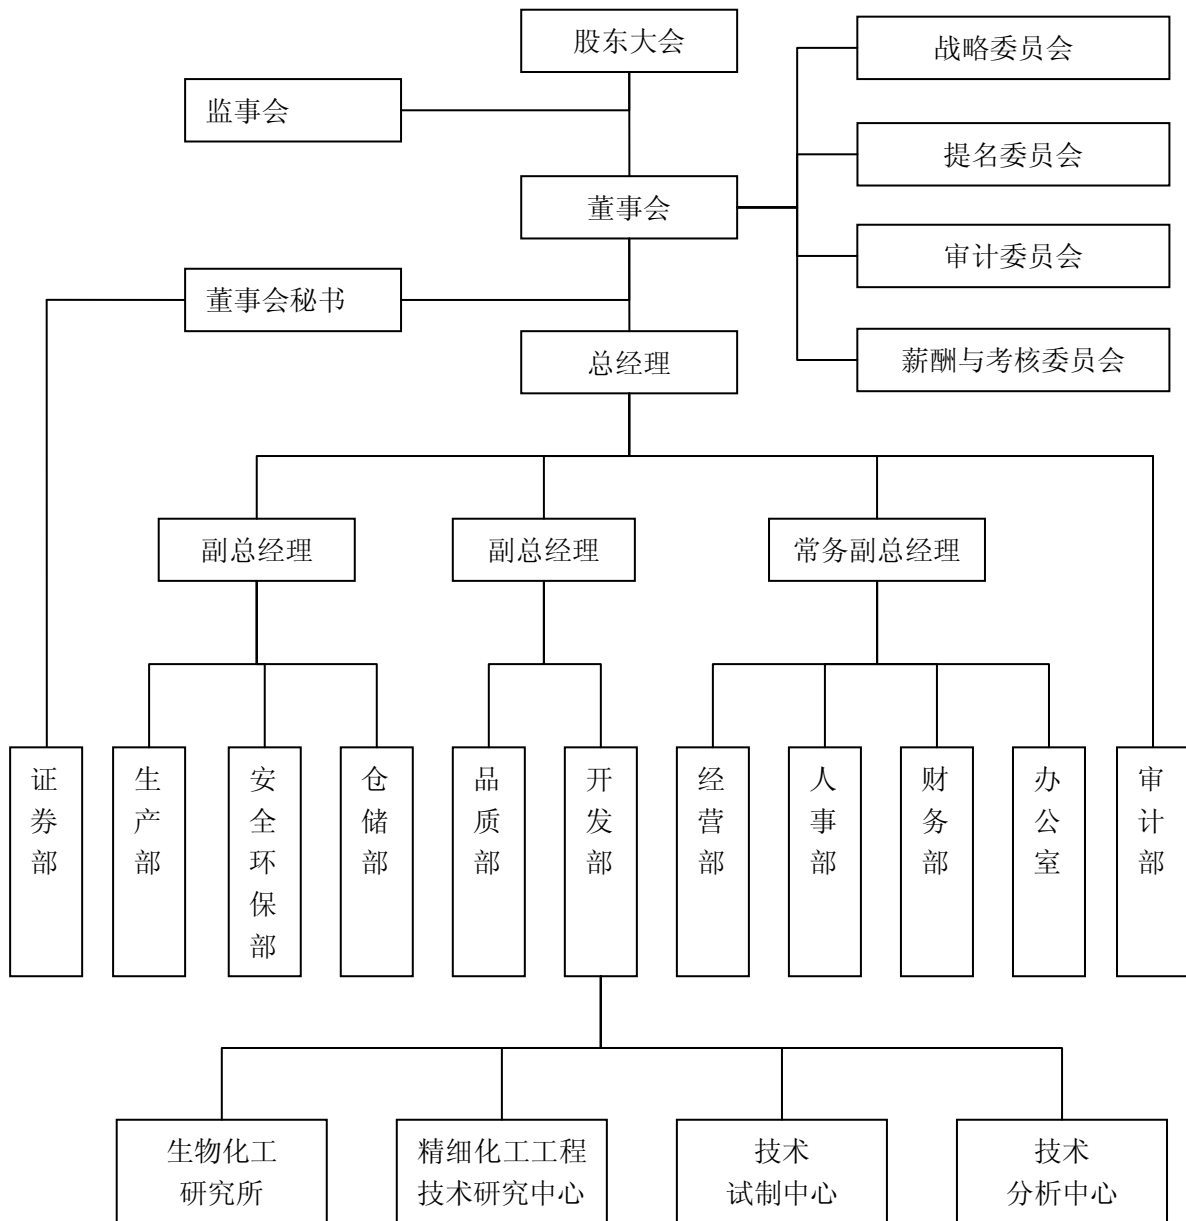 股东大会
战略委员会
监事会
提名委员会
董事会
审计委员会
董事会秘书
总经理
薪酬与考核委员会
副总经理
副总经理
常务副总经理
证券部
生产部
安全环保部
仓储部
品质部
开发部
经营部
人事部
财务部
办公室
审计部
生物化工
研究所
精细化工工程
技术研究中心
技术
试制中心
技术
分析中心